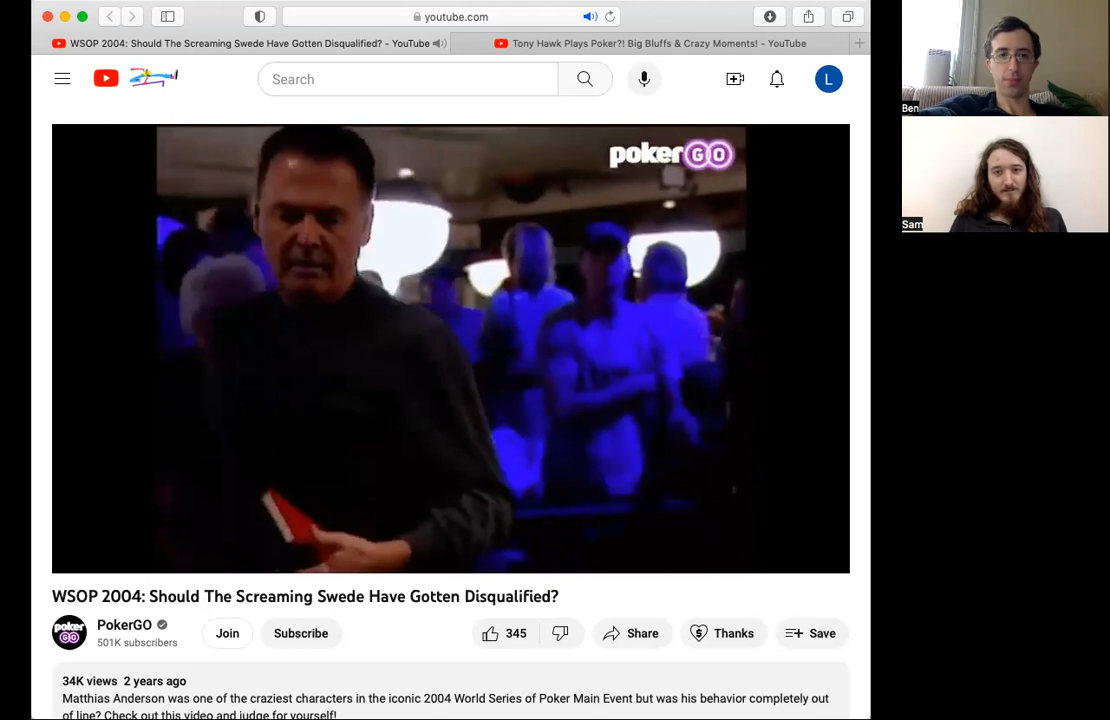 youtube.com
WSOP 2004: Should The Screaming Swede Have Gotten Disqualified? - YouTube
Tony Hawk Plays Poker?! Big Bluffs & Crazy Moments! - YouTube
Search
L
poker GO
WSOP 2004: Should The Screaming Swede Have Gotten Disqualified?
poker GO
PokerGO
501K subscribers
Join
Subscribe
345
Share
Thanks
Save
34K views 2 years ago
Matthias Anderson was one of the craziest characters in the iconic 2004 World Series of Poker Main Event but was his behavior completely out
of line? Check out this video and judge for yourself!
Ben
Sam